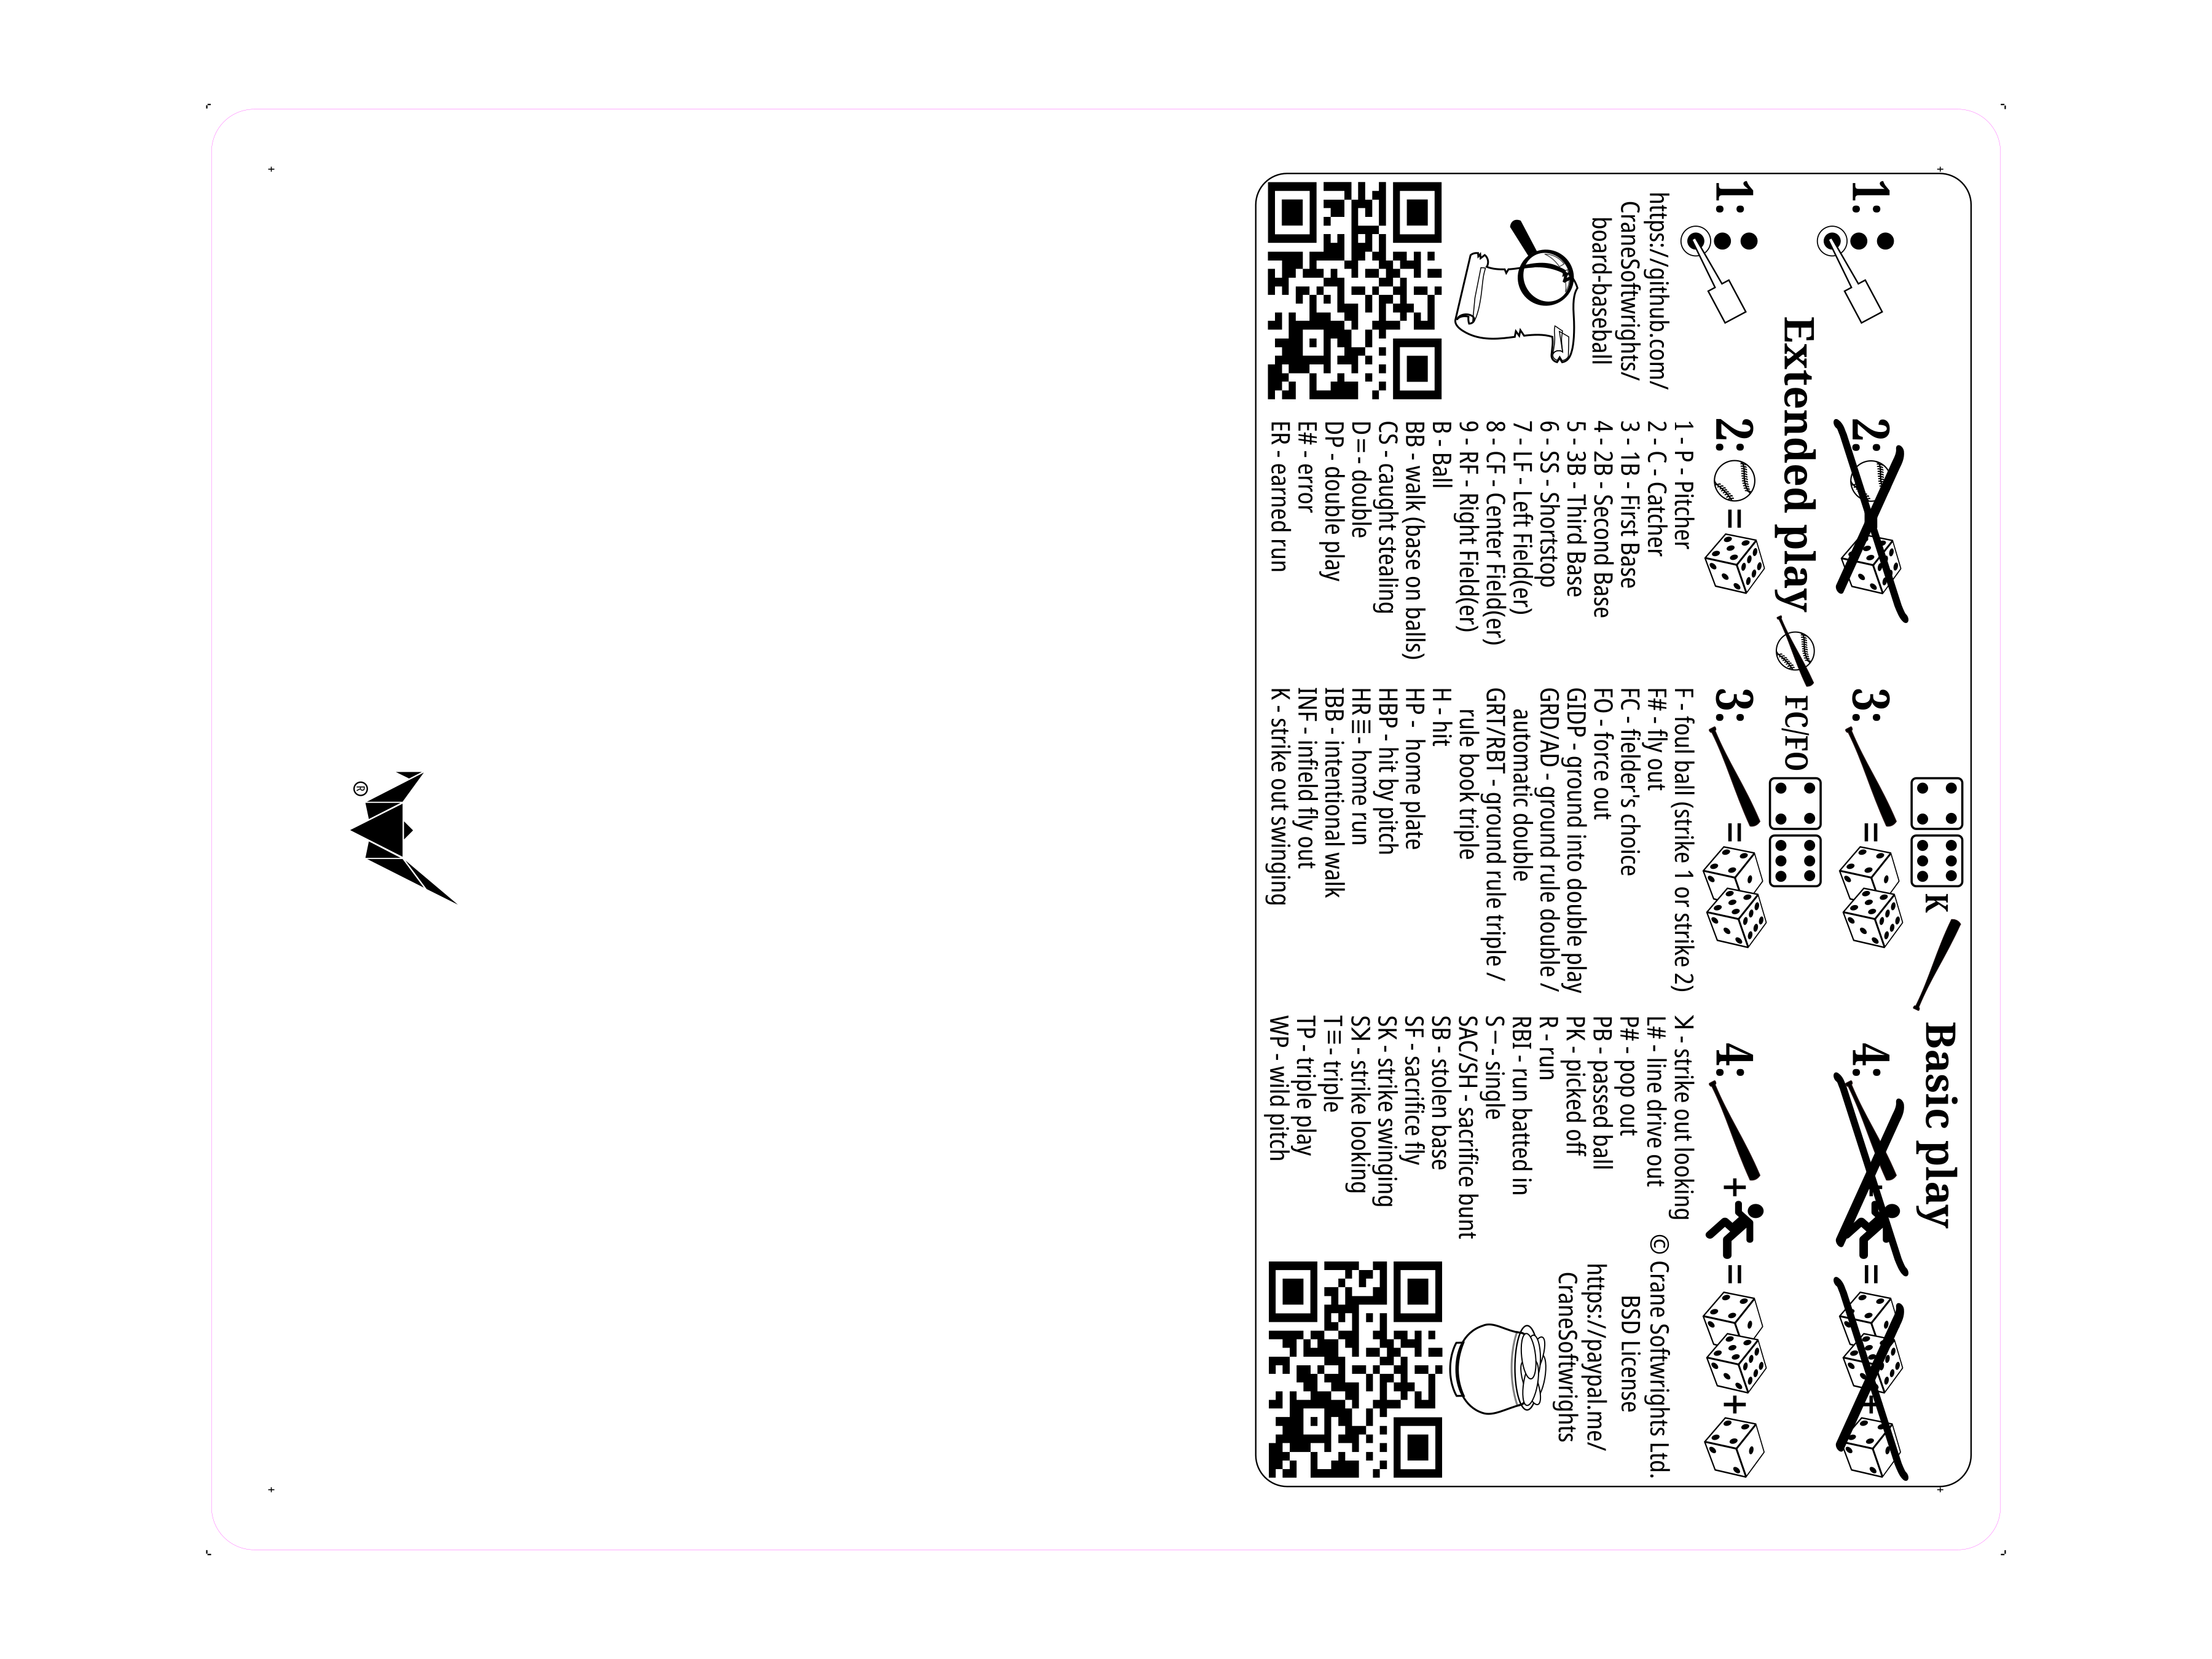 K Basic play
1: 2: = 3: = 4: + = +
Extended play FC/FO
1: 2: = 3: = 4: + = +
https://github.com/
CraneSoftwrights/
board-baseball
1 - P - Pitcher
2 - C - Catcher
3 - 1B - First Base
4 - 2B - Second Base
5 - 3B - Third Base
6 - SS - Shortstop
7 - LF - Left Field(er)
8 - CF - Center Field(er)
9 - RF - Right Field(er)
B - Ball
BB - walk (base on balls)
CS - caught stealing
D= - double
DP - double play
E# - error
ER - earned run
F - foul ball (strike 1 or strike 2)
F# - fly out
FC - fielder's choice
FO - force out
GIDP - ground into double play
GRD/AD - ground rule double /
automatic double
GRT/RBT - ground rule triple /
rule book triple
H - hit
HP - home plate
HBP - hit by pitch
HR𝍤 - home run
IBB - intentional walk
INF - infield fly out
K - strike out swinging
ꓘ - strike out looking
L# - line drive out
P# - pop out
PB - passed ball
PK - picked off
R - run
RBI - run batted in
S− - single
SAC/SH - sacrifice bunt
SB - stolen base
SF - sacrifice fly
SK - strike swinging
Sꓘ - strike looking
T≡ - triple
TP - triple play
WP - wild pitch
© Crane Softwrights Ltd.
BSD License
https://paypal.me/
CraneSoftwrights
®